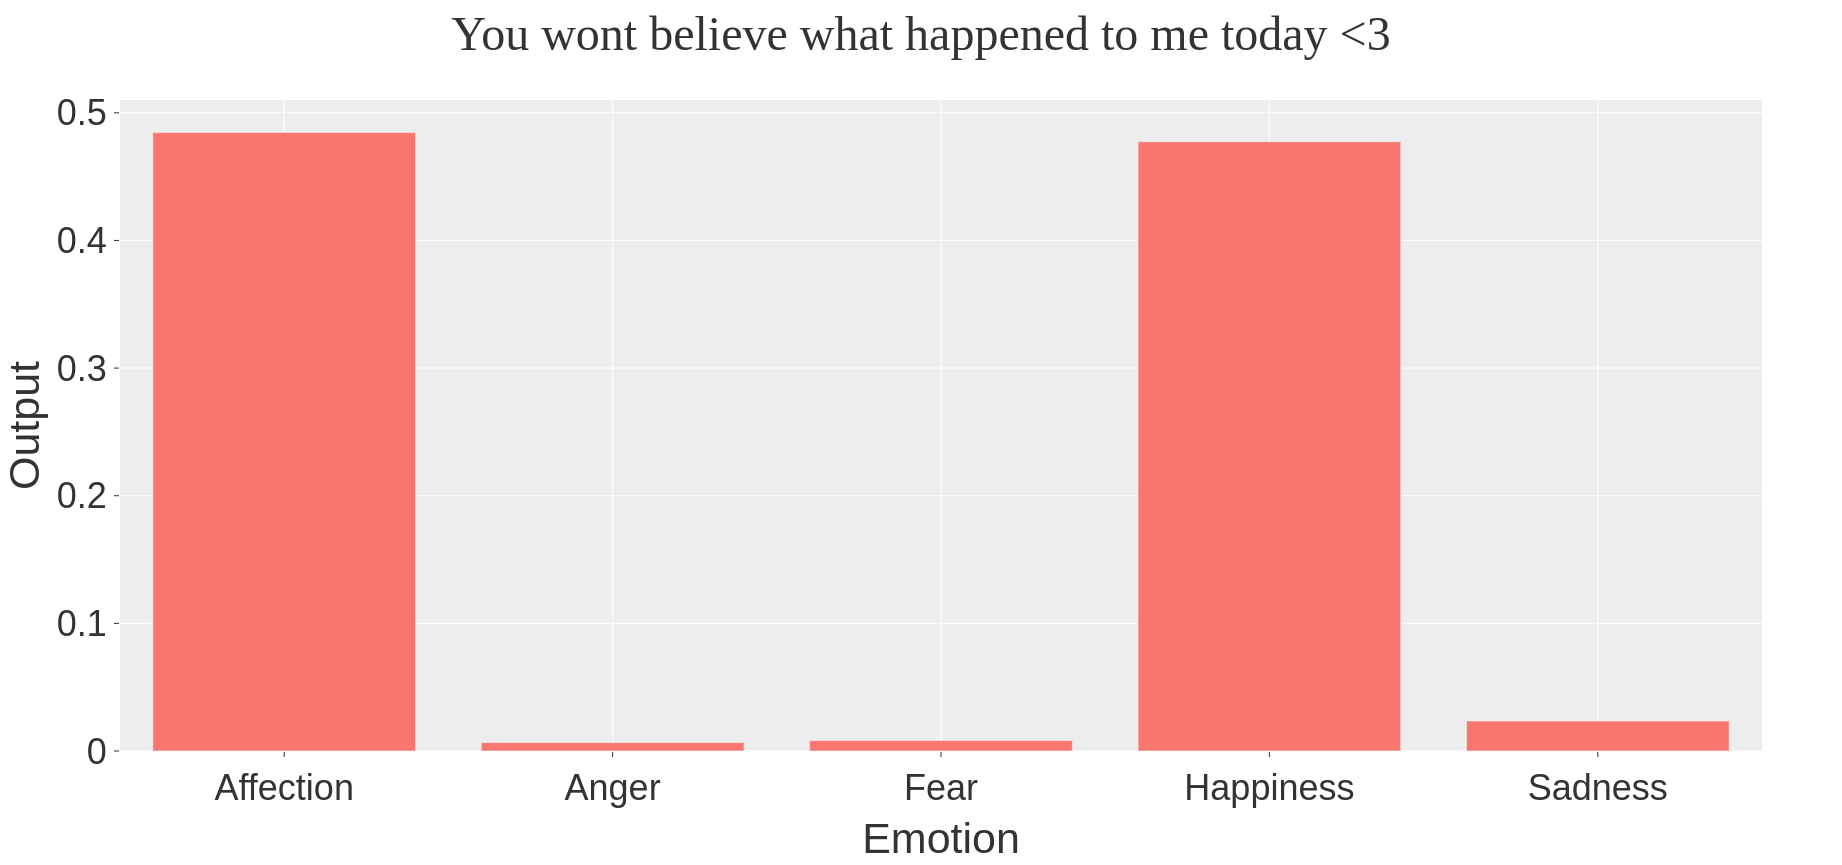 You wont believe what happened to me today <3
0.5
0.4
0.3
0.2
0.1
0
Output
Affection Anger Fear Happiness Sadness
Emotion